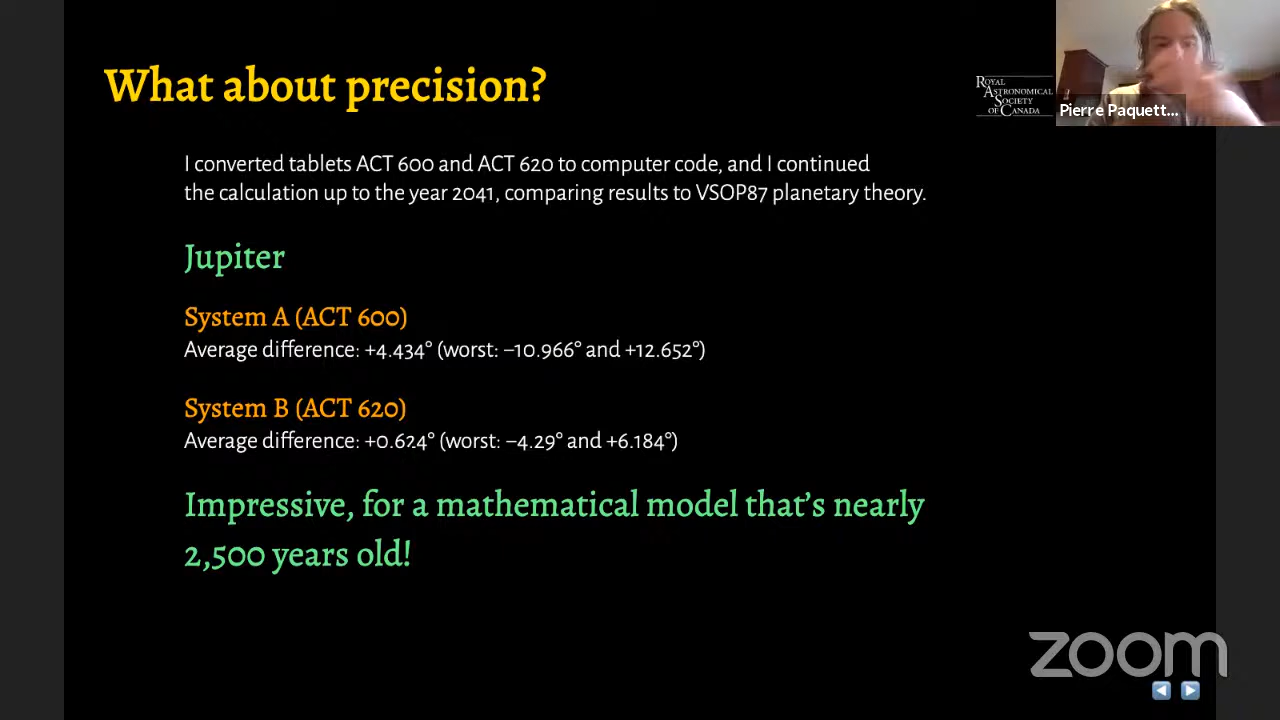 What about precision?
ROYAL
ASTRONOMICAL
SOCIETY
OF CANADA
Pierre Paquett...
I converted tablets ACT 600 and ACT 620 to computer code, and I continued
the calculation up to the year 2041, comparing results to VSOP87 planetary theory.
Jupiter
System A (ACT 600)
Average difference: +4.434° (worst: −10.966° and +12.652°)
System B (ACT 620)
Average difference: +0.624° (worst: −4.29° and +6.184°)
Impressive, for a mathematical model that’s nearly
2,500 years old!
zoom